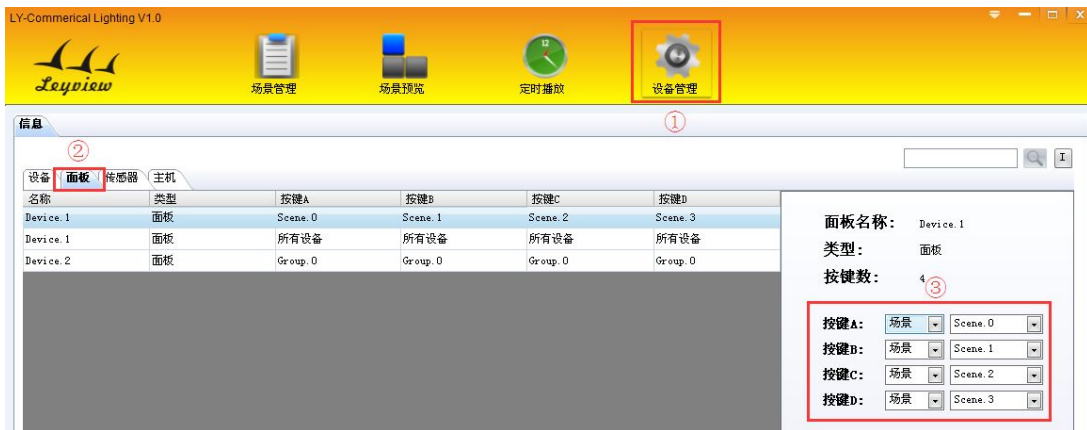 LY-Commerical Lighting V1.0
Leyview
场景管理 场景预览 定时播放 设备管理
①
信息
②
I
设备 面板 传感器 主机
名称 类型 按键A 按键B 按键C 按键D
Device.1 面板 Scene.0 Scene.1 Scene.2 Scene.3
Device.1 面板 所有设备 所有设备 所有设备 所有设备
Device.2 面板 Group.0 Group.0 Group.0 Group.0
面板名称: Device.1
类型: 面板
按键数: 4
③
按键A: 场景 Scene.0
按键B: 场景 Scene.1
按键C: 场景 Scene.2
按键D: 场景 Scene.3